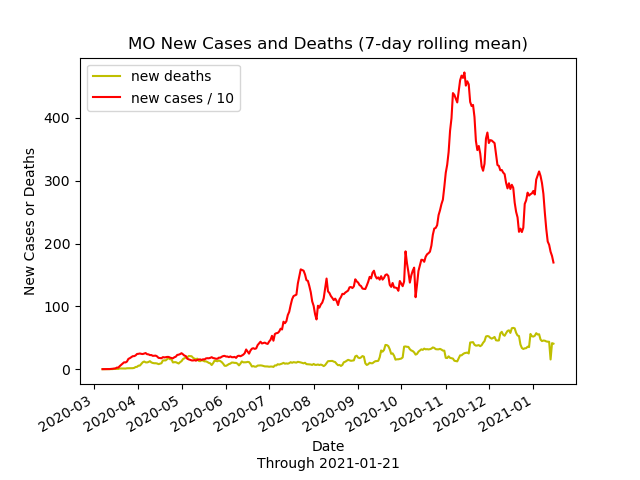 MO New Cases and Deaths (7-day rolling mean)
new deaths
new cases / 10
New Cases or Deaths
400
300
200
100
0
2020-03
2020-04
2020-05
2020-06
2020-07
2020-08
2020-09
2020-10
2020-11
2020-12
2021-01
Date
Through 2021-01-21